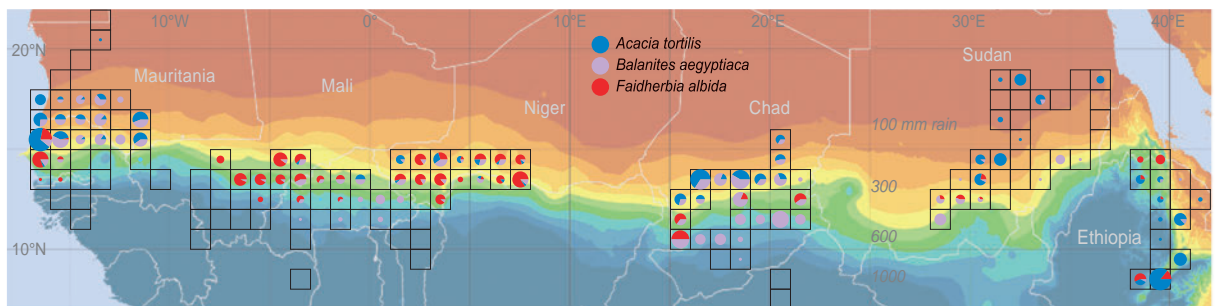 10°W 0° 10°E 20°E 30°E 40°E
20°N
Acacia tortilis
Balanites aegyptiaca
Faidherbia albida
Sudan
Mauritania
Mali
Niger
Chad
100 mm rain
300
600
Ethiopia
10°N
1000